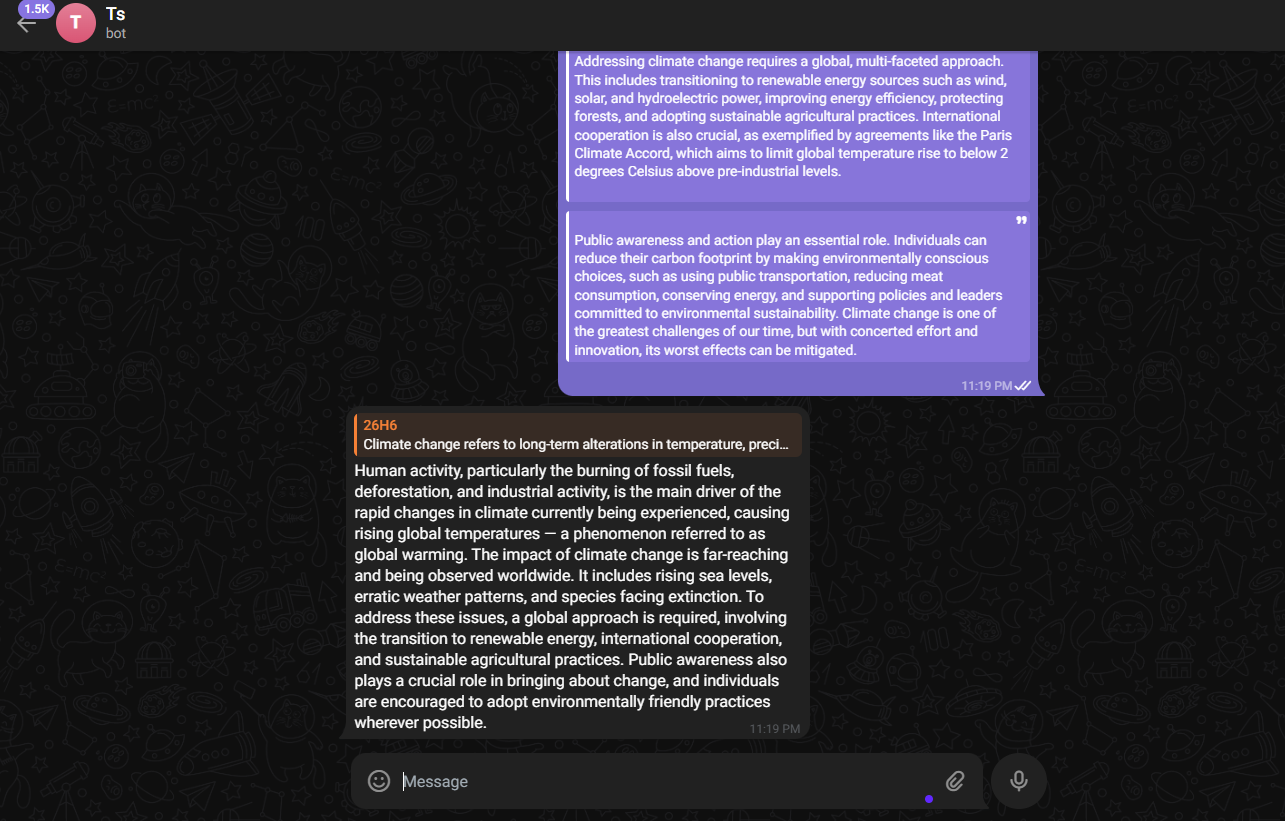 1.5K
T
Ts
bot
Addressing climate change requires a global, multi-faceted approach.
This includes transitioning to renewable energy sources such as wind,
solar, and hydroelectric power, improving energy efficiency, protecting
forests, and adopting sustainable agricultural practices. International
cooperation is also crucial, as exemplified by agreements like the Paris
Climate Accord, which aims to limit global temperature rise to below 2
degrees Celsius above pre-industrial levels.
Public awareness and action play an essential role. Individuals can
reduce their carbon footprint by making environmentally conscious
choices, such as using public transportation, reducing meat
consumption, conserving energy, and supporting policies and leaders
committed to environmental sustainability. Climate change is one of
the greatest challenges of our time, but with concerted effort and
innovation, its worst effects can be mitigated.
11:19 PM
26H6
Climate change refers to long-term alterations in temperature, preci...
Human activity, particularly the burning of fossil fuels,
deforestation, and industrial activity, is the main driver of the
rapid changes in climate currently being experienced, causing
rising global temperatures — a phenomenon referred to as
global warming. The impact of climate change is far-reaching
and being observed worldwide. It includes rising sea levels,
erratic weather patterns, and species facing extinction. To
address these issues, a global approach is required, involving
the transition to renewable energy, international cooperation,
and sustainable agricultural practices. Public awareness also
plays a crucial role in bringing about change, and individuals
are encouraged to adopt environmentally friendly practices
wherever possible.
11:19 PM
Message